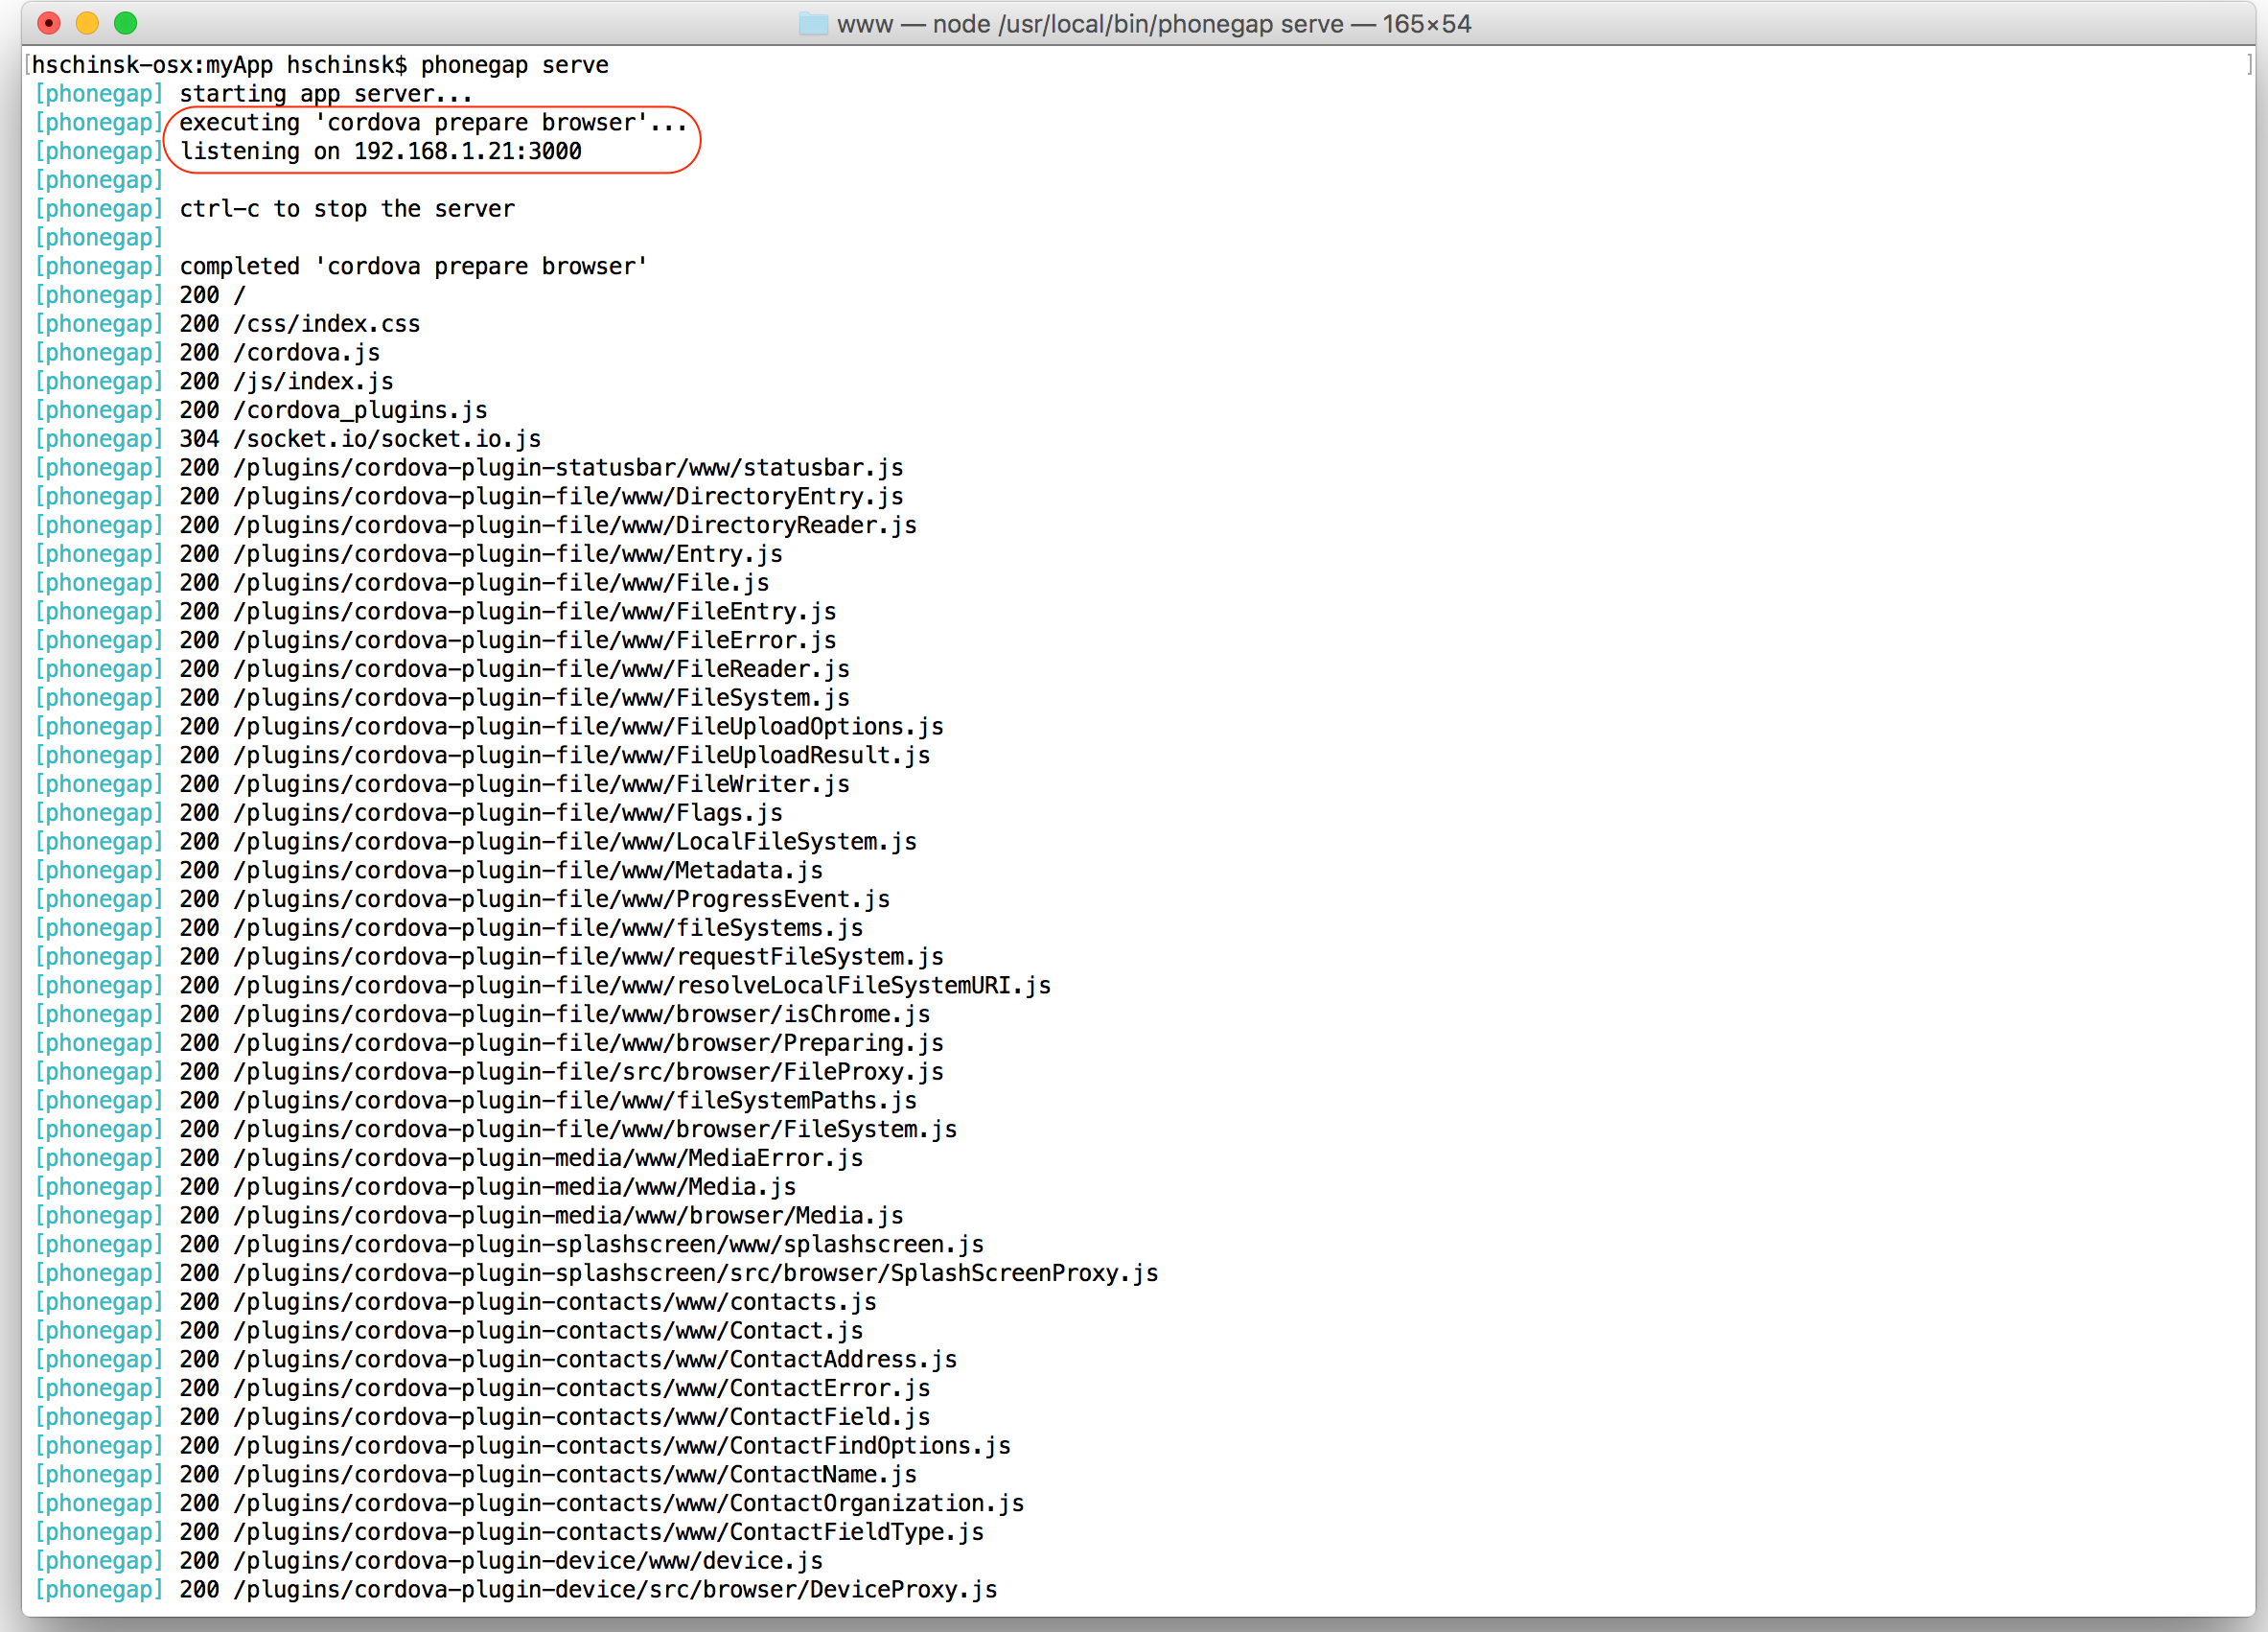 www — node /usr/local/bin/phonegap serve — 165×54
[hschinsk-osx:myApp hschinsk$ phonegap serve ]
[phonegap] starting app server...
[phonegap] executing 'cordova prepare browser'...
[phonegap] listening on 192.168.1.21:3000
[phonegap]
[phonegap] ctrl-c to stop the server
[phonegap]
[phonegap] completed 'cordova prepare browser'
[phonegap] 200 /
[phonegap] 200 /css/index.css
[phonegap] 200 /cordova.js
[phonegap] 200 /js/index.js
[phonegap] 200 /cordova_plugins.js
[phonegap] 304 /socket.io/socket.io.js
[phonegap] 200 /plugins/cordova-plugin-statusbar/www/statusbar.js
[phonegap] 200 /plugins/cordova-plugin-file/www/DirectoryEntry.js
[phonegap] 200 /plugins/cordova-plugin-file/www/DirectoryReader.js
[phonegap] 200 /plugins/cordova-plugin-file/www/Entry.js
[phonegap] 200 /plugins/cordova-plugin-file/www/File.js
[phonegap] 200 /plugins/cordova-plugin-file/www/FileEntry.js
[phonegap] 200 /plugins/cordova-plugin-file/www/FileError.js
[phonegap] 200 /plugins/cordova-plugin-file/www/FileReader.js
[phonegap] 200 /plugins/cordova-plugin-file/www/FileSystem.js
[phonegap] 200 /plugins/cordova-plugin-file/www/FileUploadOptions.js
[phonegap] 200 /plugins/cordova-plugin-file/www/FileUploadResult.js
[phonegap] 200 /plugins/cordova-plugin-file/www/FileWriter.js
[phonegap] 200 /plugins/cordova-plugin-file/www/Flags.js
[phonegap] 200 /plugins/cordova-plugin-file/www/LocalFileSystem.js
[phonegap] 200 /plugins/cordova-plugin-file/www/Metadata.js
[phonegap] 200 /plugins/cordova-plugin-file/www/ProgressEvent.js
[phonegap] 200 /plugins/cordova-plugin-file/www/fileSystems.js
[phonegap] 200 /plugins/cordova-plugin-file/www/requestFileSystem.js
[phonegap] 200 /plugins/cordova-plugin-file/www/resolveLocalFileSystemURI.js
[phonegap] 200 /plugins/cordova-plugin-file/www/browser/isChrome.js
[phonegap] 200 /plugins/cordova-plugin-file/www/browser/Preparing.js
[phonegap] 200 /plugins/cordova-plugin-file/src/browser/FileProxy.js
[phonegap] 200 /plugins/cordova-plugin-file/www/fileSystemPaths.js
[phonegap] 200 /plugins/cordova-plugin-file/www/browser/FileSystem.js
[phonegap] 200 /plugins/cordova-plugin-media/www/MediaError.js
[phonegap] 200 /plugins/cordova-plugin-media/www/Media.js
[phonegap] 200 /plugins/cordova-plugin-media/www/browser/Media.js
[phonegap] 200 /plugins/cordova-plugin-splashscreen/www/splashscreen.js
[phonegap] 200 /plugins/cordova-plugin-splashscreen/src/browser/SplashScreenProxy.js
[phonegap] 200 /plugins/cordova-plugin-contacts/www/contacts.js
[phonegap] 200 /plugins/cordova-plugin-contacts/www/Contact.js
[phonegap] 200 /plugins/cordova-plugin-contacts/www/ContactAddress.js
[phonegap] 200 /plugins/cordova-plugin-contacts/www/ContactError.js
[phonegap] 200 /plugins/cordova-plugin-contacts/www/ContactField.js
[phonegap] 200 /plugins/cordova-plugin-contacts/www/ContactFindOptions.js
[phonegap] 200 /plugins/cordova-plugin-contacts/www/ContactName.js
[phonegap] 200 /plugins/cordova-plugin-contacts/www/ContactOrganization.js
[phonegap] 200 /plugins/cordova-plugin-contacts/www/ContactFieldType.js
[phonegap] 200 /plugins/cordova-plugin-device/www/device.js
[phonegap] 200 /plugins/cordova-plugin-device/src/browser/DeviceProxy.js